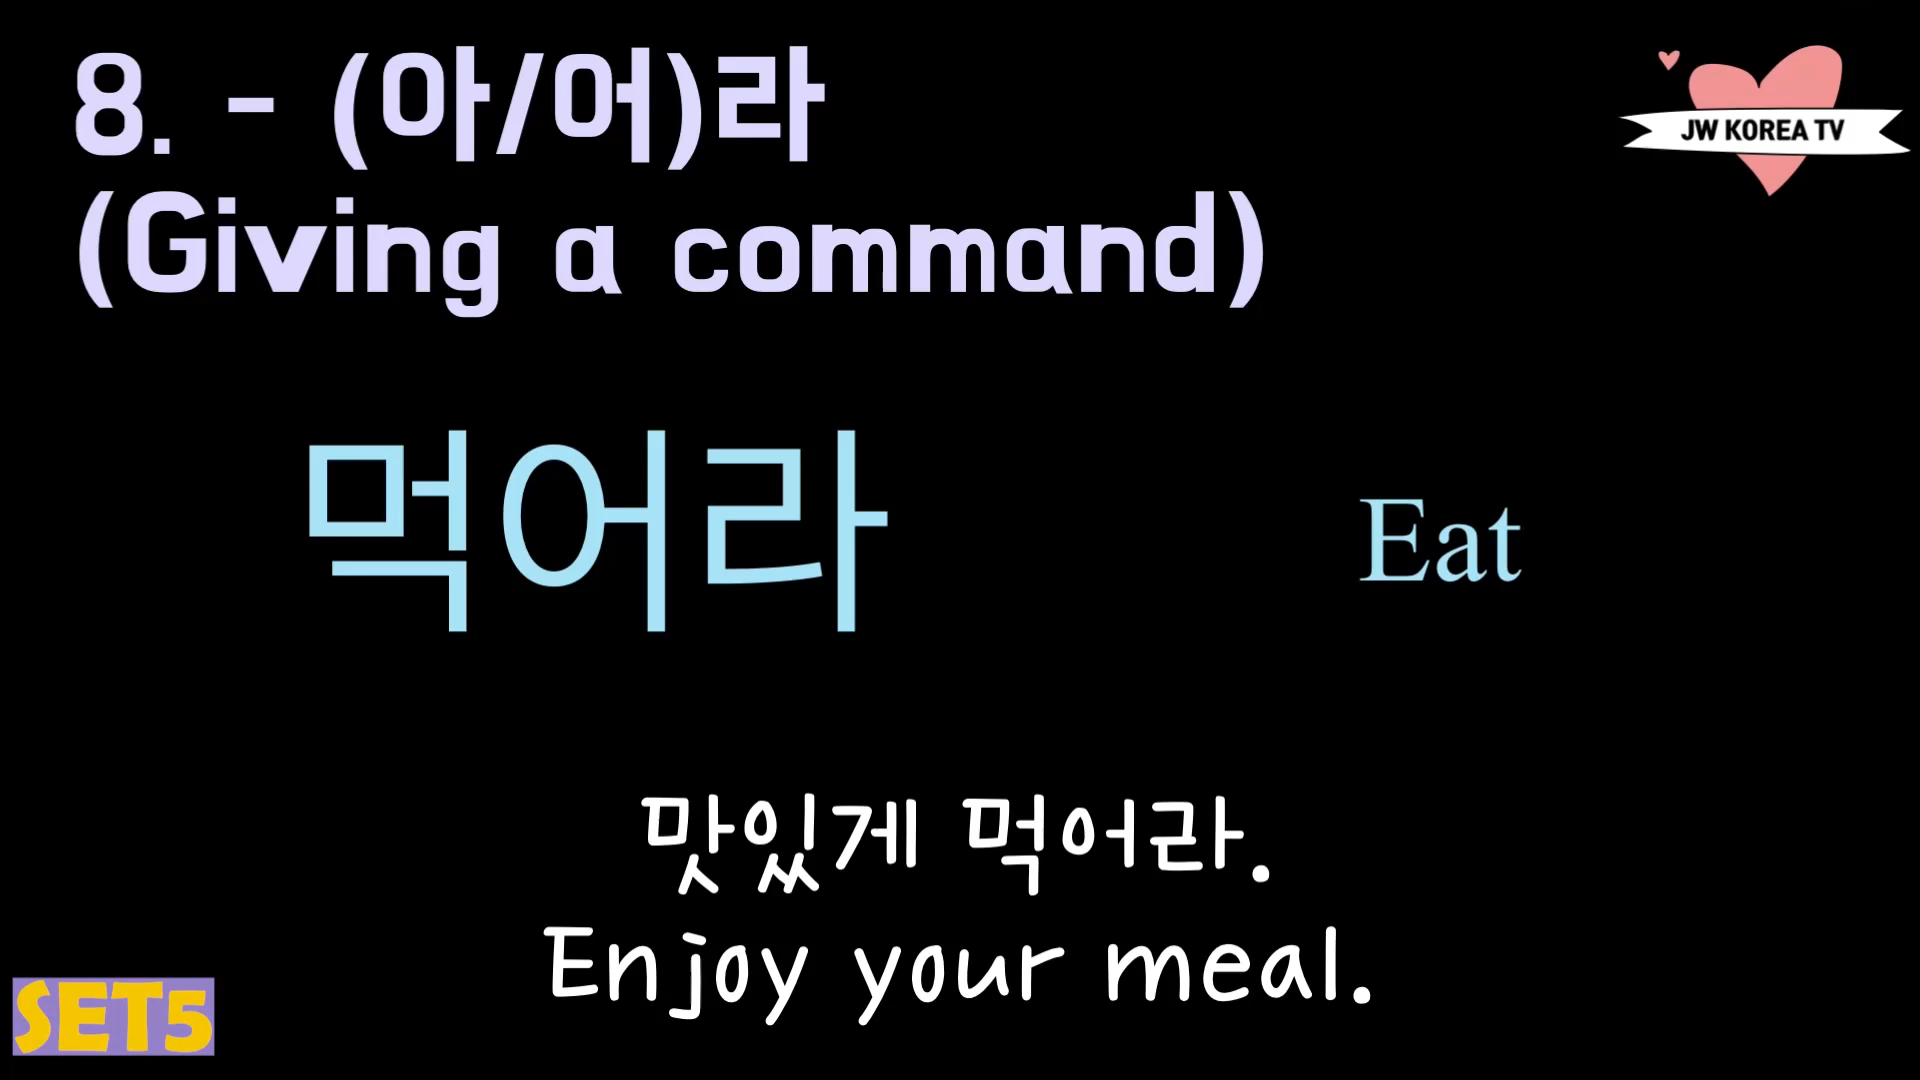 8. - (아/어)라
JW KOREA TV
(Giving a command)
먹어라
Eat
맛있게 먹어라.
Enjoy your meal.
SET5